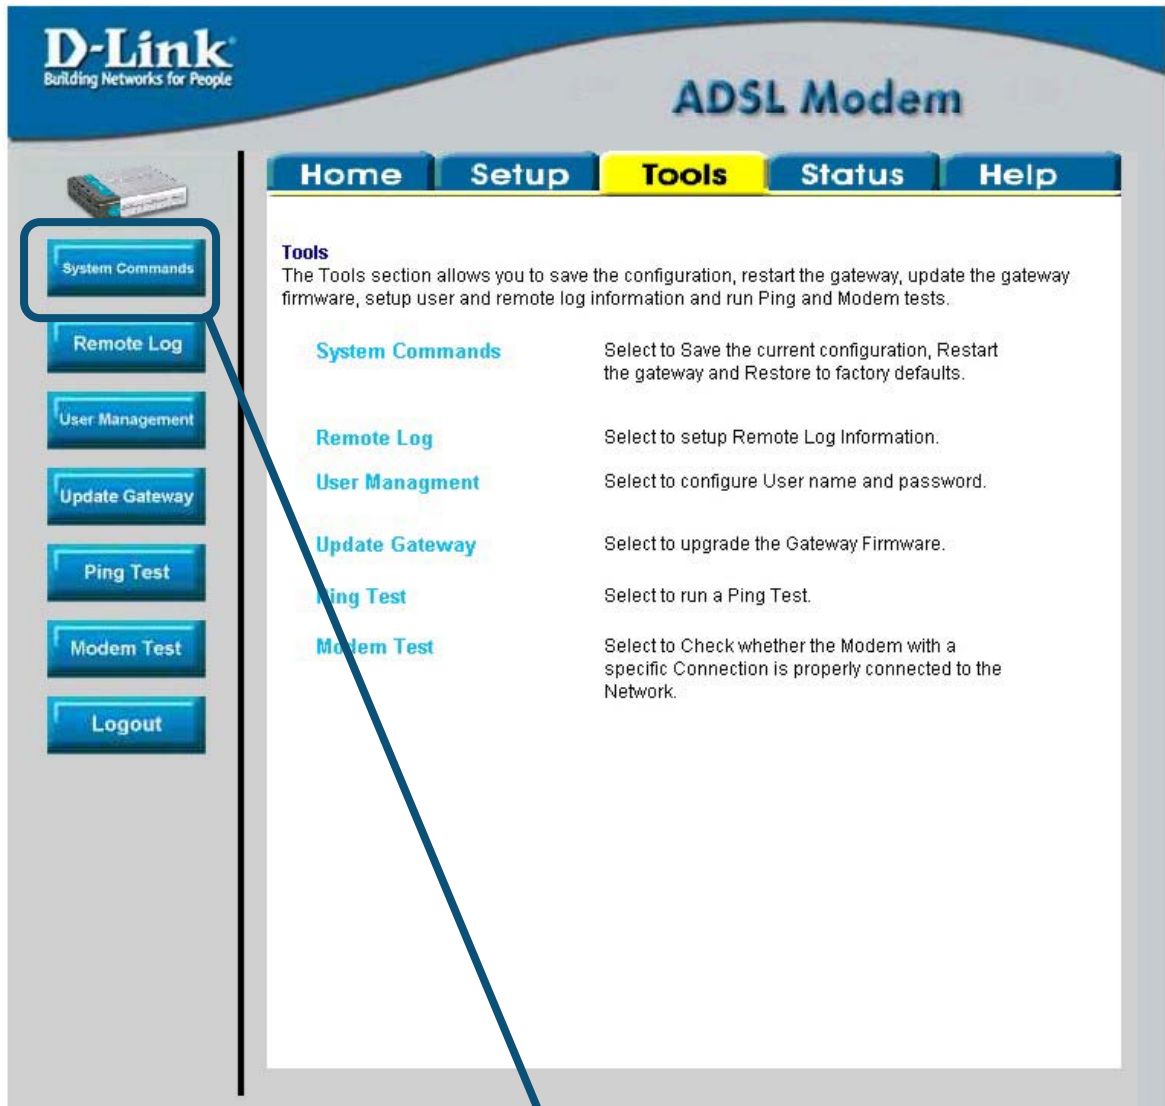 D-Link
Building Networks for People
ADSL Modem
Home Setup Tools Status Help
System Commands
Remote Log
User Management
Update Gateway
Ping Test
Modem Test
Logout
Tools
The Tools section allows you to save the configuration, restart the gateway, update the gateway
firmware, setup user and remote log information and run Ping and Modem tests.
System Commands Select to Save the current configuration, Restart
the gateway and Restore to factory defaults.
Remote Log Select to setup Remote Log Information.
User Managment Select to configure User name and password.
Update Gateway Select to upgrade the Gateway Firmware.
Ping Test Select to run a Ping Test.
Modem Test Select to Check whether the Modem with a
specific Connection is properly connected to the
Network.